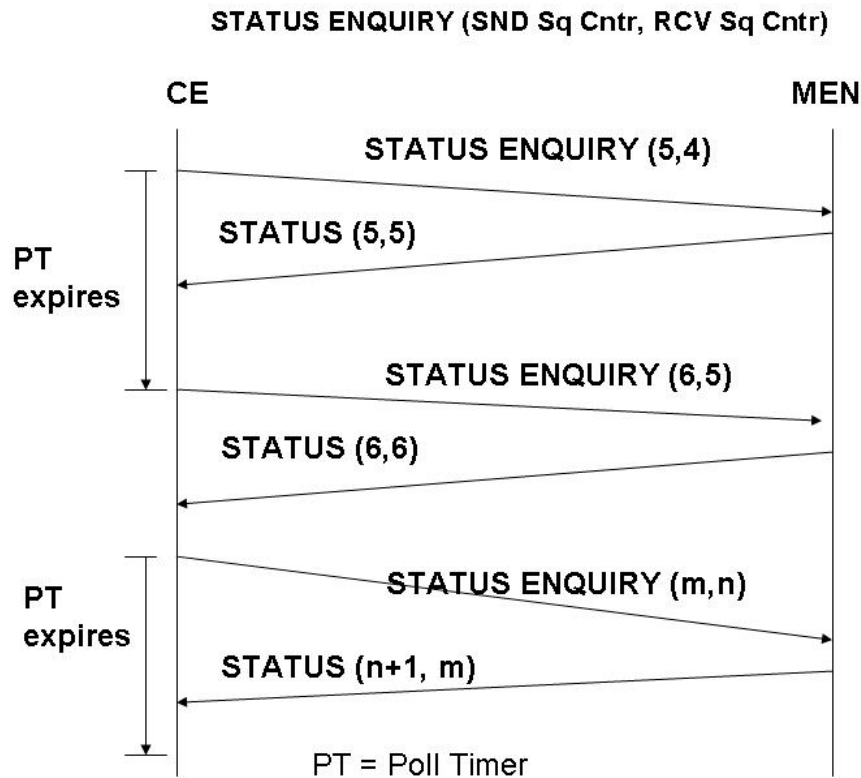 STATUS ENQUIRY (SND Sq Cntr, RCV Sq Cntr)
CE
MEN
STATUS ENQUIRY (5,4)
STATUS (5,5)
PT
expires
STATUS ENQUIRY (6,5)
STATUS (6,6)
STATUS ENQUIRY (m,n)
PT
expires
STATUS (n+1, m)
PT = Poll Timer